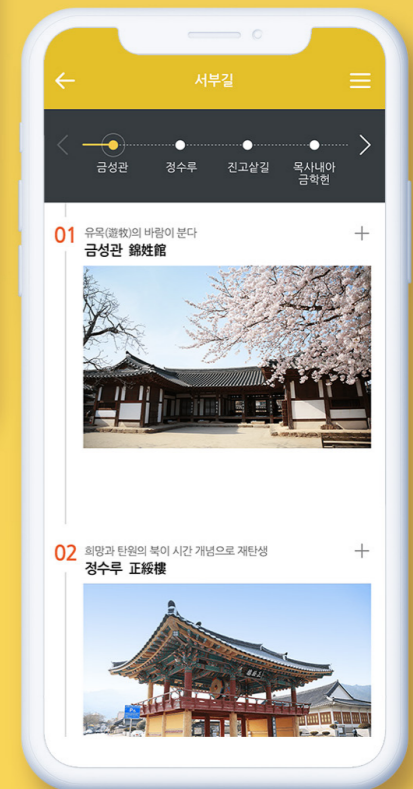 서부길
금성관
정수루
진고샅길
목사내아
금학헌
01
유목(遊牧)의 바람이 분다
금성관 錦姓館
02
희망과 탄원의 북이 시간 개념으로 재탄생
정수루 正綏樓